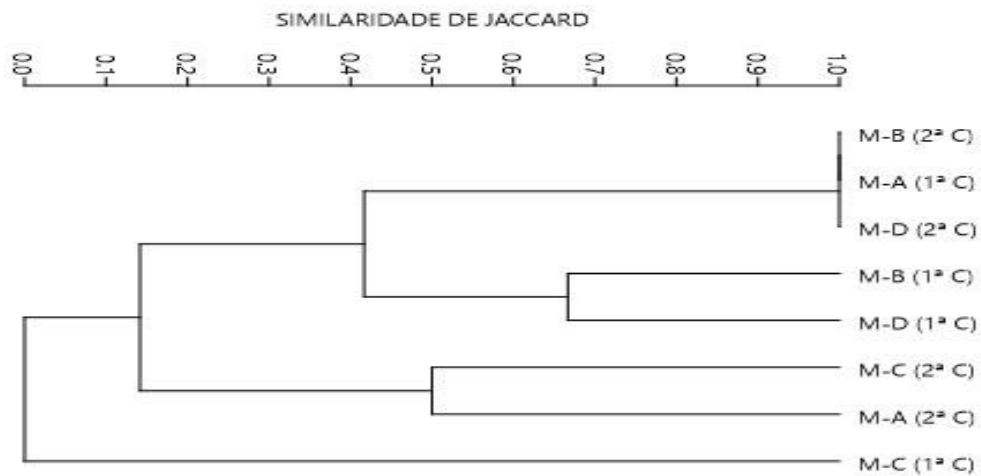 SIMILARIDADE DE JACCARD
0.0 0.1 0.2 0.3 0.4 0.5 0.6 0.7 0.8 0.9 1.0
M-B (2ª C)
M-A (1ª C)
M-D (2ª C)
M-B (1ª C)
M-D (1ª C)
M-C (2ª C)
M-A (2ª C)
M-C (1ª C)